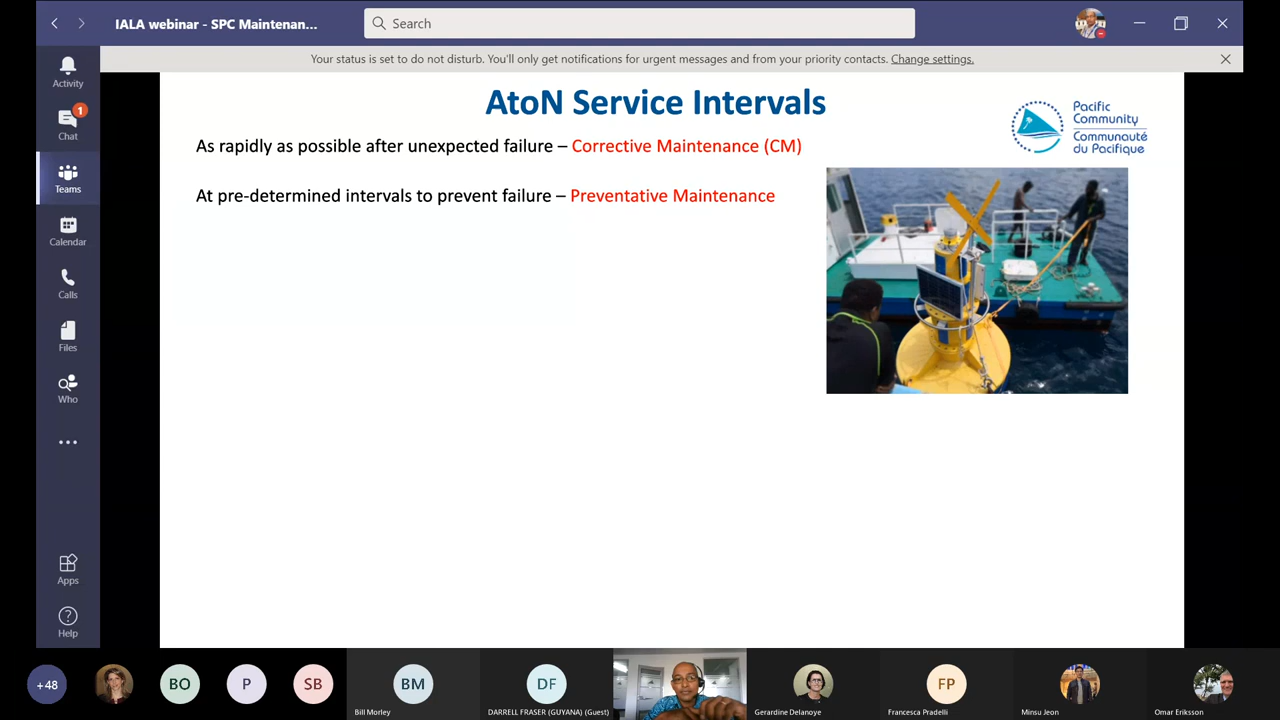 IALA webinar - SPC Maintenan...
Search
Your status is set to do not disturb. You'll only get notifications for urgent messages and from your priority contacts. Change settings.
Activity
1
Chat
Teams
Calendar
Calls
Files
Who
Apps
Help
AtoN Service Intervals
Pacific
Community
Communauté
du Pacifique
As rapidly as possible after unexpected failure – Corrective Maintenance (CM)
At pre-determined intervals to prevent failure – Preventative Maintenance
+48
BO
P
SB
BM
Bill Morley
DF
DARRELL FRASER (GUYANA) (Guest)
Gerardine Delanoye
FP
Francesca Pradelli
Minsu Jeon
Omar Eriksson